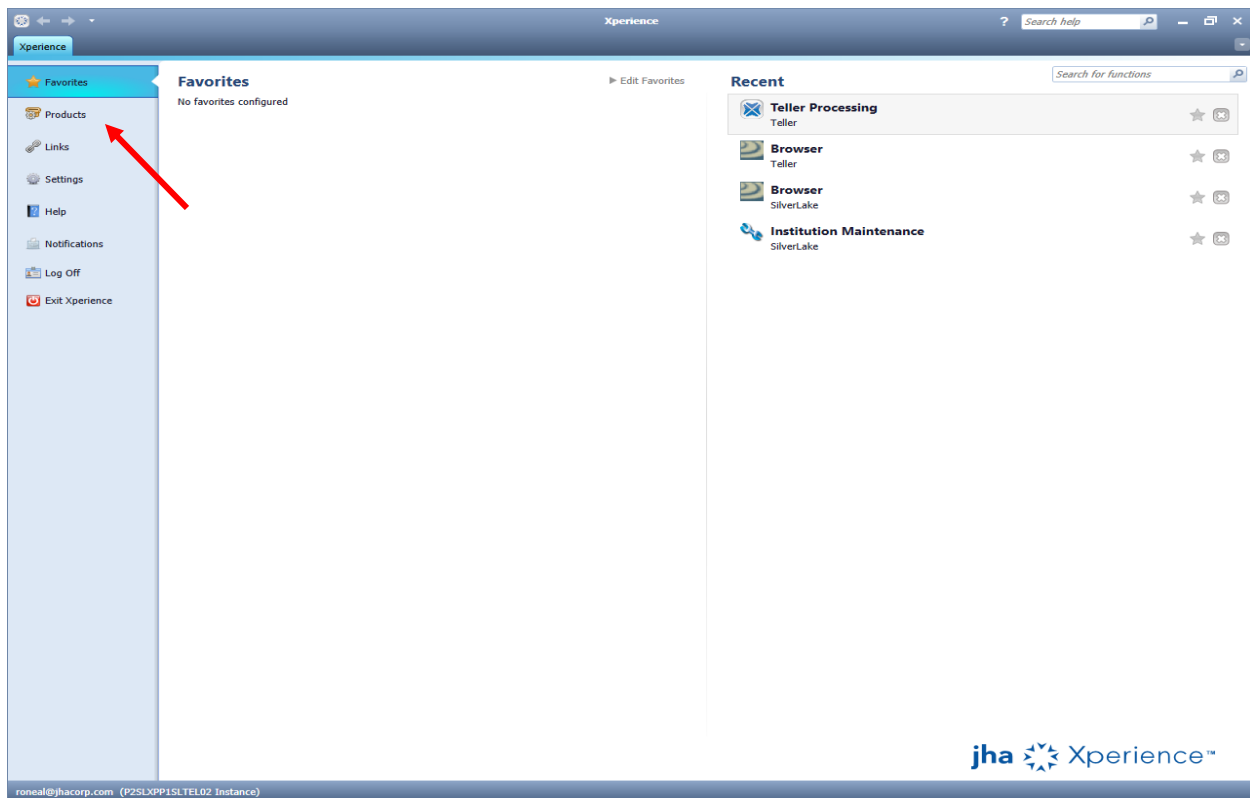 Xperience
? Search help
Xperience
Favorites
Products
Links
Settings
Help
Notifications
Log Off
Exit Xperience
Favorites
▶ Edit Favorites
No favorites configured
Recent
Search for functions
Teller Processing
Teller
Browser
Teller
Browser
SilverLake
Institution Maintenance
SilverLake
jha Xperience™
roneal@jhacorp.com (P2SLXPP1SLTEL02 Instance)